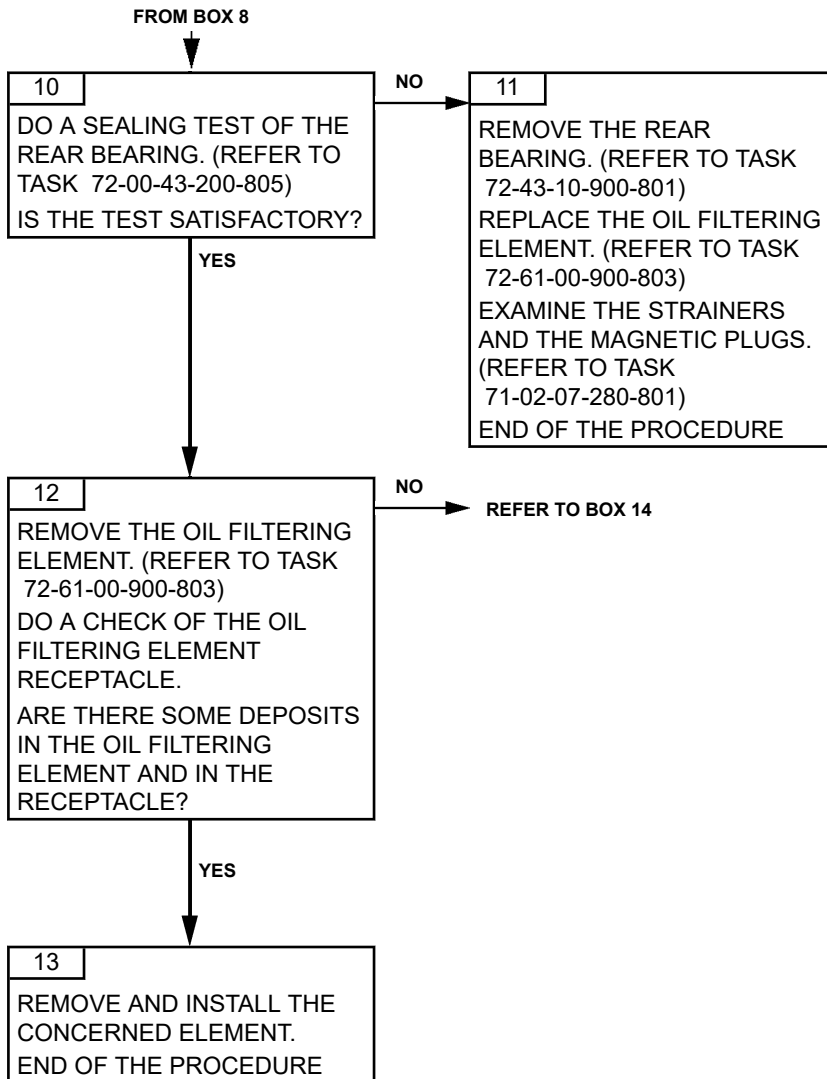 FROM BOX 8
10
DO A SEALING TEST OF THE
REAR BEARING. (REFER TO
TASK 72-00-43-200-805)
IS THE TEST SATISFACTORY?
NO
11
REMOVE THE REAR
BEARING. (REFER TO TASK
72-43-10-900-801)
REPLACE THE OIL FILTERING
ELEMENT. (REFER TO TASK
72-61-00-900-803)
EXAMINE THE STRAINERS
AND THE MAGNETIC PLUGS.
(REFER TO TASK
71-02-07-280-801)
END OF THE PROCEDURE
YES
12
REMOVE THE OIL FILTERING
ELEMENT. (REFER TO TASK
72-61-00-900-803)
DO A CHECK OF THE OIL
FILTERING ELEMENT
RECEPTACLE.
ARE THERE SOME DEPOSITS
IN THE OIL FILTERING
ELEMENT AND IN THE
RECEPTACLE?
NO
REFER TO BOX 14
YES
13
REMOVE AND INSTALL THE
CONCERNED ELEMENT.
END OF THE PROCEDURE